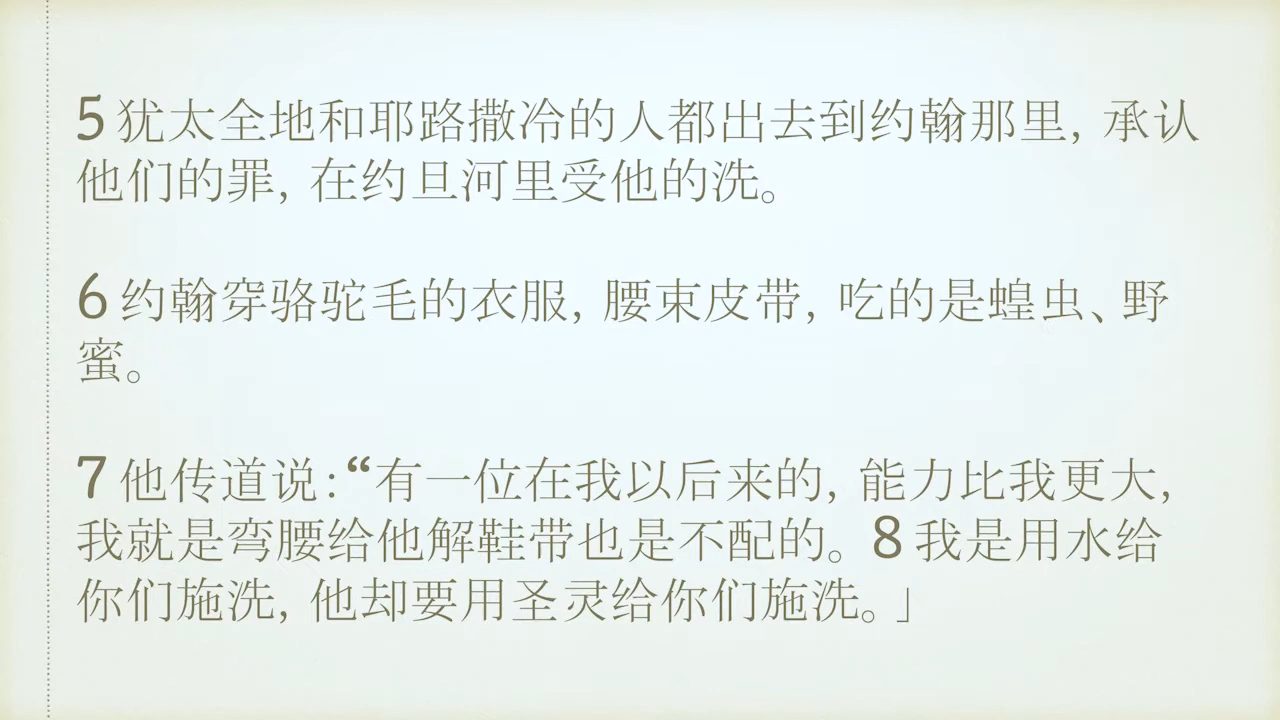 5 犹太全地和耶路撒冷的人都出去到约翰那里, 承认
他们的罪, 在约旦河里受他的洗。
6 约翰穿骆驼毛的衣服, 腰束皮带, 吃的是蝗虫、野
蜜。
7 他传道说:“有一位在我以后来的, 能力比我更大,
我就是弯腰给他解鞋带也是不配的。8 我是用水给
你们施洗, 他却要用圣灵给你们施洗。」